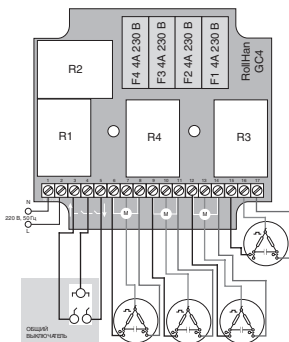 F4 4A 230 В
F3 4A 230 В
F2 4A 230 В
F1 4A 230 В
RollHan
GC4
R2
R1
R4
R3
1 2 3 4 5 6 7 8 9 10 11 12 13 14 15 16 17
N
220 В, 50Гц
L
M M M
ОБЩИЙ
ВЫКЛЮЧАТЕЛЬ